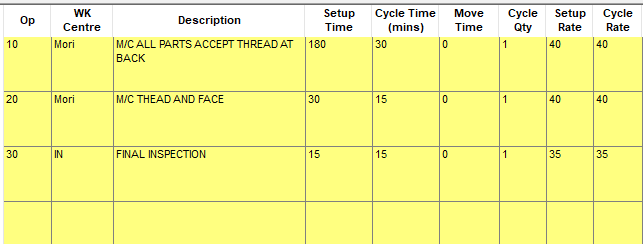 Op WK Centre Description Setup Time Cycle Time (mins) Move Time Cycle Qty Setup Rate Cycle Rate
10 Mori M/C ALL PARTS ACCEPT THREAD AT 180 30 0 1 40 40
BACK
20 Mori M/C THEAD AND FACE 30 15 0 1 40 40
30 IN FINAL INSPECTION 15 15 0 1 35 35